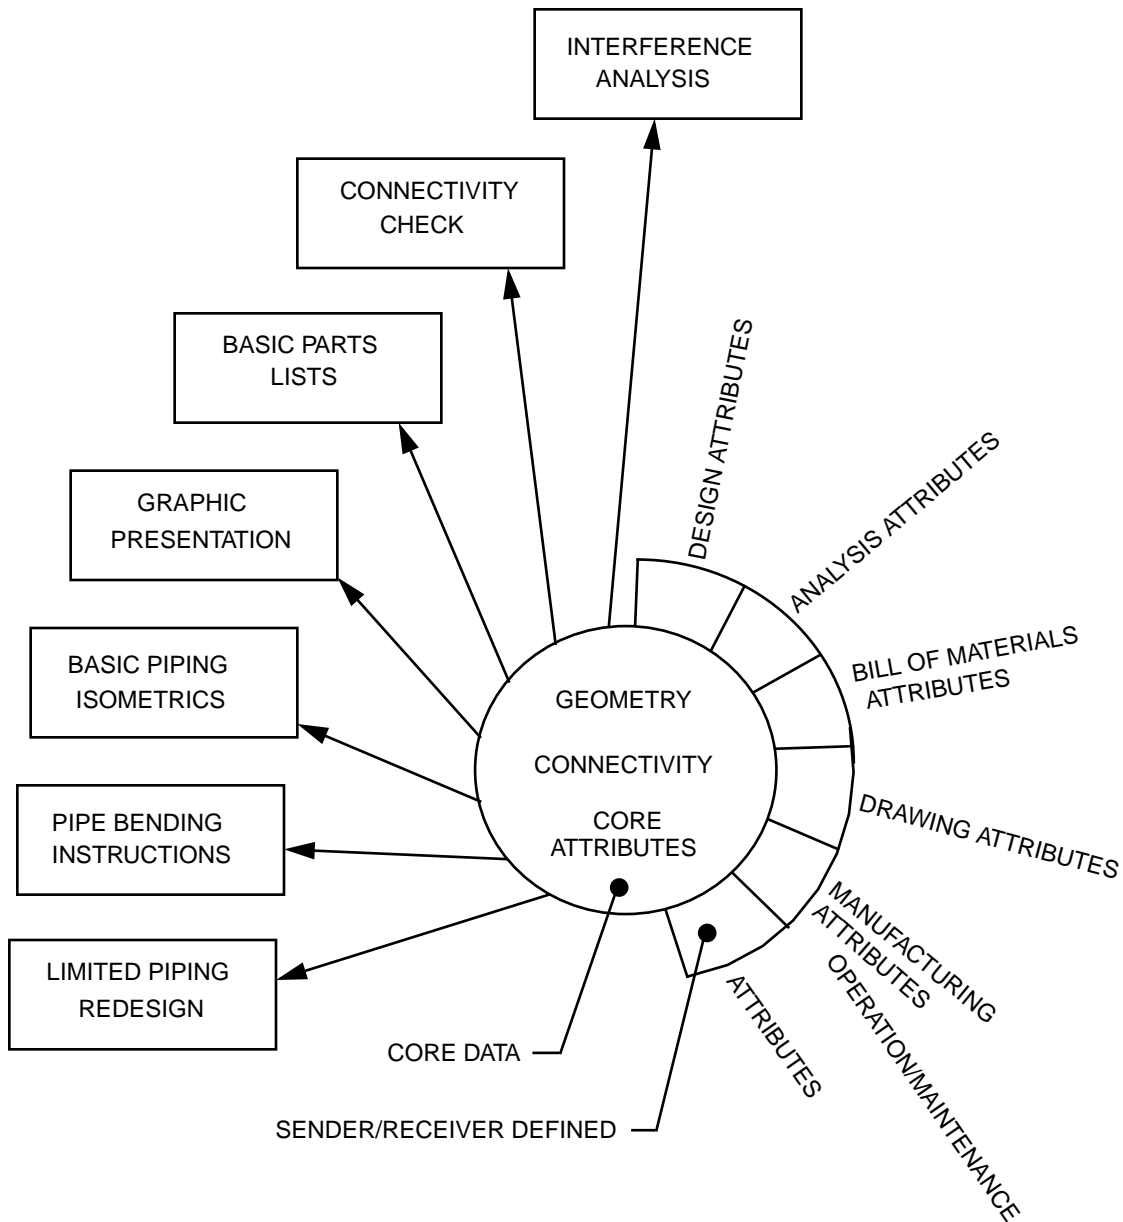 INTERFERENCE
ANALYSIS
CONNECTIVITY
CHECK
BASIC PARTS
LISTS
GRAPHIC
PRESENTATION
BASIC PIPING
ISOMETRICS
PIPE BENDING
INSTRUCTIONS
LIMITED PIPING
REDESIGN
GEOMETRY
CONNECTIVITY
CORE
ATTRIBUTES
DESIGN ATTRIBUTES
ANALYSIS ATTRIBUTES
BILL OF MATERIALS
ATTRIBUTES
DRAWING ATTRIBUTES
MANUFACTURING
ATTRIBUTES
OPERATION/MAINTENANCE
ATTRIBUTES
CORE DATA
SENDER/RECEIVER DEFINED